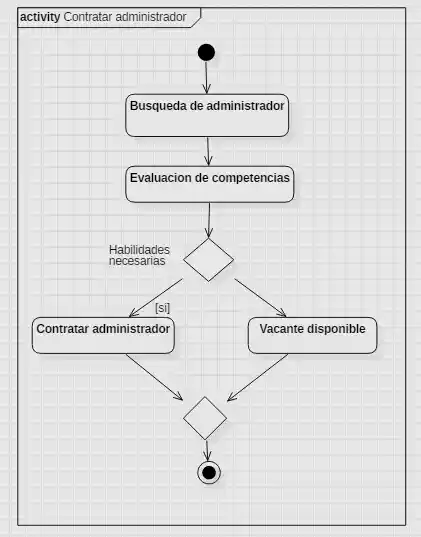 activity Contratar administrador
Busqueda de administrador
Evaluacion de competencias
Habilidades
necesarias
[si]
Contratar administrador
Vacante disponible